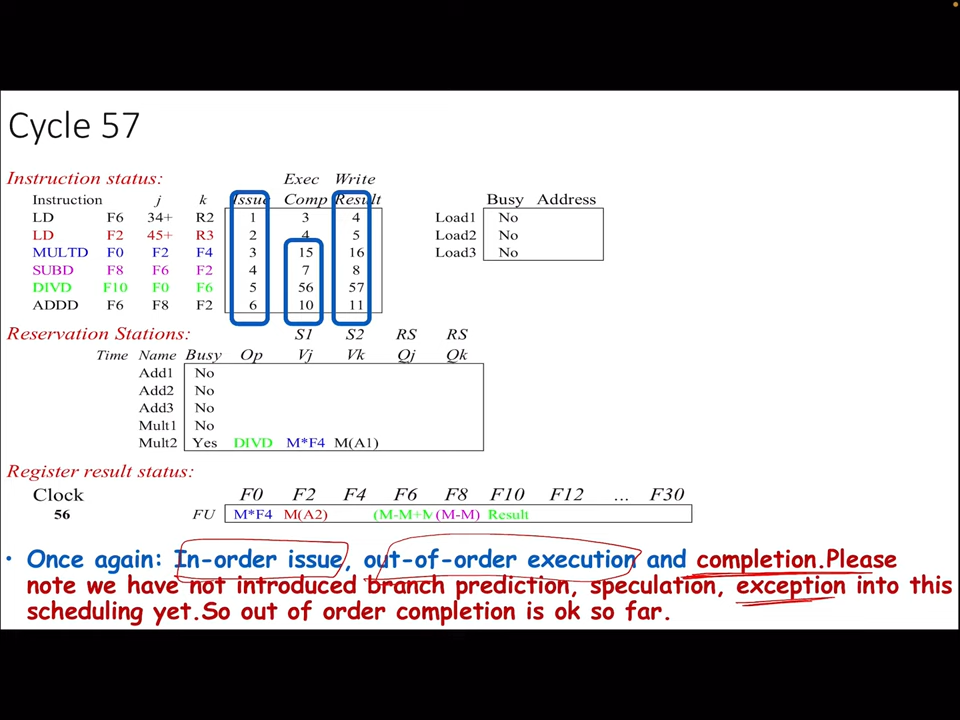 Cycle 57
Instruction status: Exec Write
Instruction j k Issue Comp Result Busy Address
LD F6 34+ R2 1 3 4 Load1 No
LD F2 45+ R3 2 4 5 Load2 No
MULTD F0 F2 F4 3 15 16 Load3 No
SUBD F8 F6 F2 4 7 8
DIVD F10 F0 F6 5 56 57
ADDD F6 F8 F2 6 10 11
Reservation Stations: S1 S2 RS RS
Time Name Busy Op Vj Vk Qj Qk
Add1 No
Add2 No
Add3 No
Mult1 No
Mult2 Yes DIVD M*F4 M(A1)
Register result status:
Clock F0 F2 F4 F6 F8 F10 F12 ... F30
56 FU M*F4 M(A2) (M-M+M (M-M) Result
• Once again: In-order issue, out-of-order execution and completion.Please
note we have not introduced branch prediction, speculation, exception into this
scheduling yet.So out of order completion is ok so far.